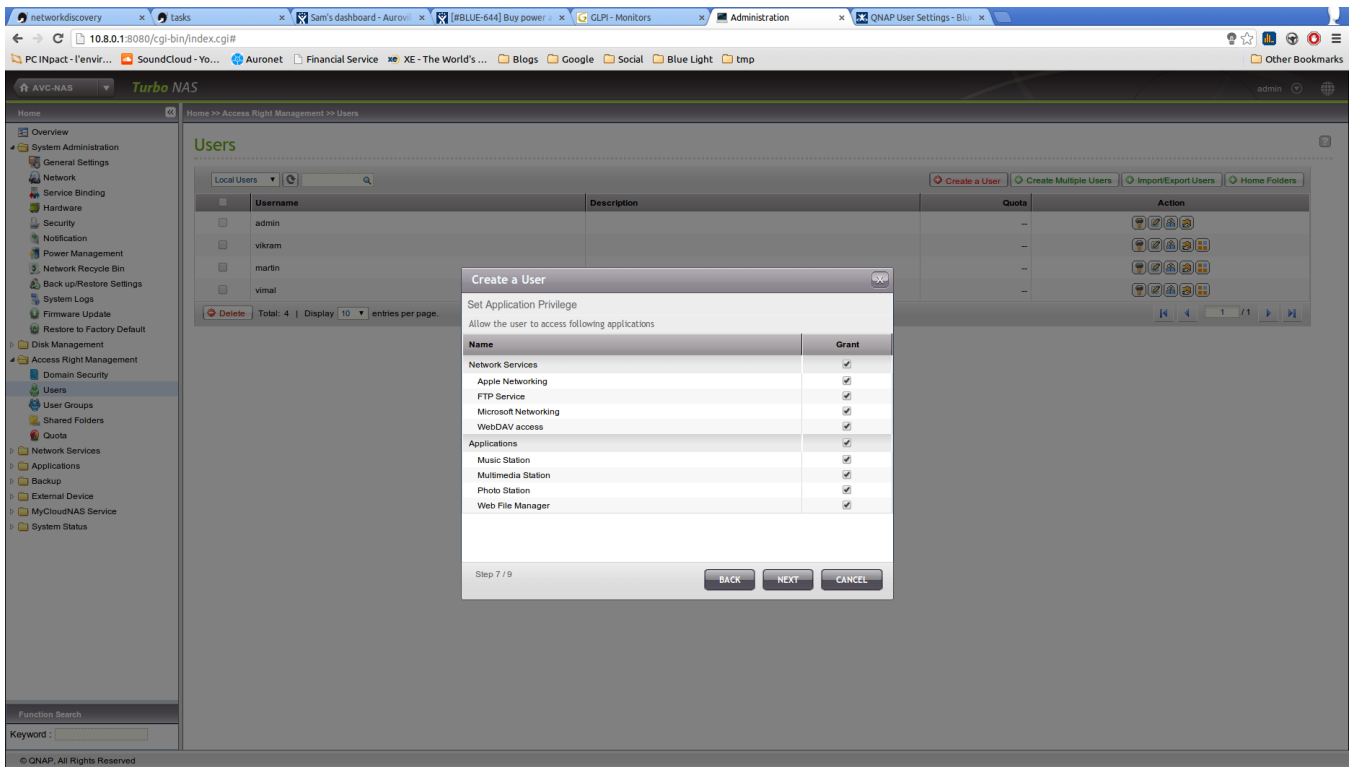 networkdiscovery
tasks
Sam's dashboard - Aurovil
[#BLUE-644] Buy power a
GLPI - Monitors
Administration
QNAP User Settings - Blue
10.8.0.1:8080/cgi-bin/index.cgi#
PC INpact - l'envir...
SoundCloud - Yo...
Auronet
Financial Service
XE - The World's ...
Blogs
Google
Social
Blue Light
tmp
Other Bookmarks
AVC-NAS
Turbo NAS
admin
Home
Home >> Access Right Management >> Users
Overview
System Administration
General Settings
Network
Service Binding
Hardware
Security
Notification
Power Management
Network Recycle Bin
Back up/Restore Settings
System Logs
Firmware Update
Restore to Factory Default
Disk Management
Access Right Management
Domain Security
Users
User Groups
Shared Folders
Quota
Network Services
Applications
Backup
External Device
MyCloudNAS Service
System Status
Function Search
Keyword :
Users
Local Users
Create a User
Create Multiple Users
Import/Export Users
Home Folders
Username Description Quota Action
admin --
vikram --
martin --
vimal --
Delete Total: 4 | Display 10 entries per page. 1 / 1
Create a User
Set Application Privilege
Allow the user to access following applications
Name Grant
Network Services
Apple Networking
FTP Service
Microsoft Networking
WebDAV access
Applications
Music Station
Multimedia Station
Photo Station
Web File Manager
Step 7 / 9
BACK NEXT CANCEL
© QNAP, All Rights Reserved